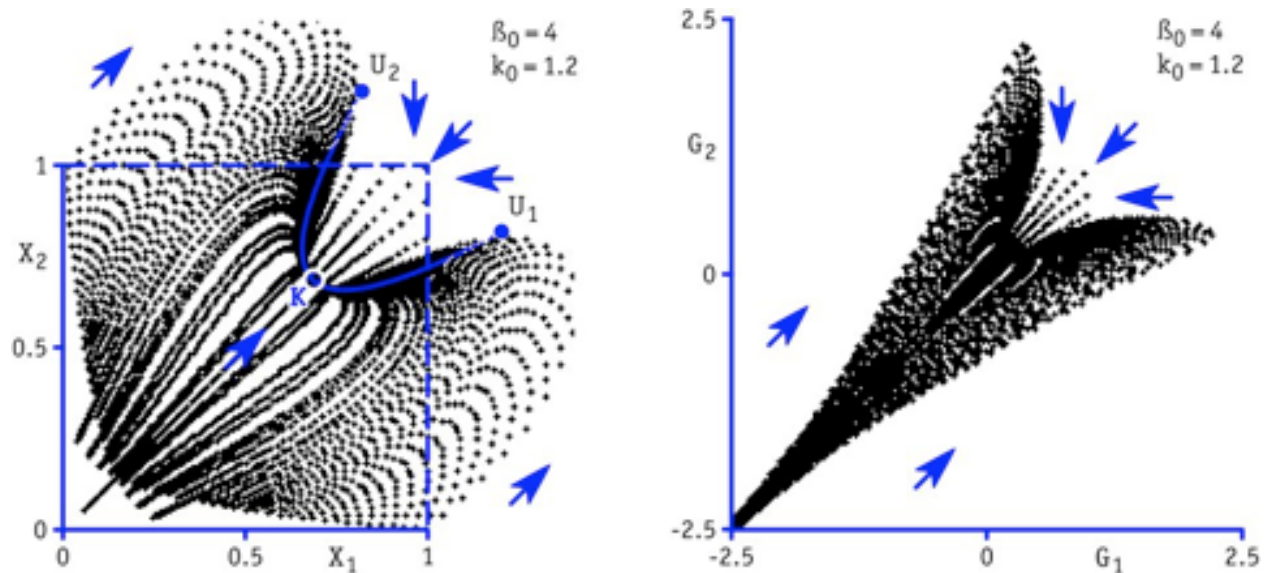 ß₀ = 4
k₀ = 1.2
U₂
1
U₁
X₂
K
0.5
0
0
0.5
X₁
1
2.5
ß₀ = 4
k₀ = 1.2
G₂
0
-2.5
-2.5
0
G₁
2.5